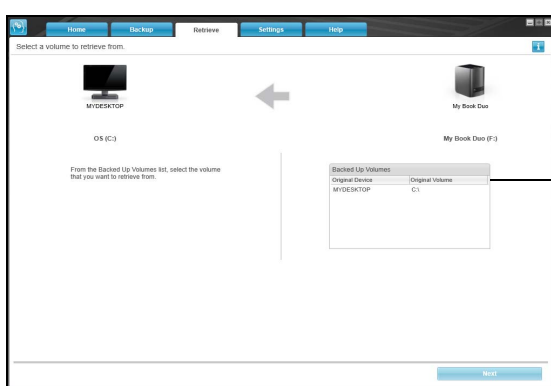 Home Backup Retrieve Settings Help
Select a volume to retrieve from.
MYDESKTOP
My Book Duo
OS (C:)
My Book Duo (F:)
From the Backed Up Volumes list, select the volume
that you want to retrieve from.
Backed Up Volumes
Original Device Original Volume
MYDESKTOP C:\
Next